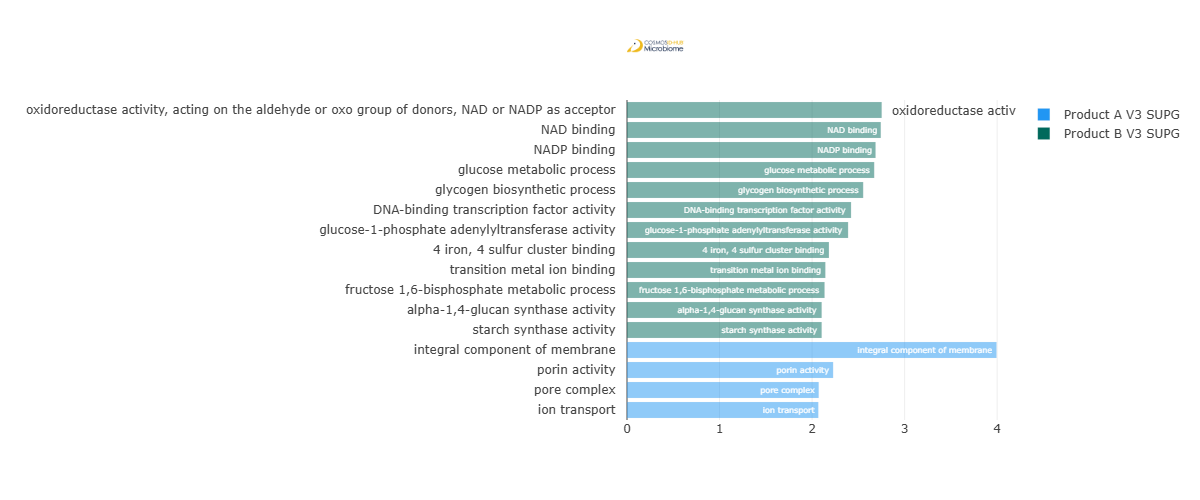 COSMOSID-HUB
Microbiome
oxidoreductase activity, acting on the aldehyde or oxo group of donors, NAD or NADP as acceptor
oxidoreductase activ
Product A V3 SUPG
Product B V3 SUPG
NAD binding
NAD binding
NADP binding
NADP binding
glucose metabolic process
glucose metabolic process
glycogen biosynthetic process
glycogen biosynthetic process
DNA-binding transcription factor activity
DNA-binding transcription factor activity
glucose-1-phosphate adenylyltransferase activity
glucose-1-phosphate adenylyltransferase activity
4 iron, 4 sulfur cluster binding
4 iron, 4 sulfur cluster binding
transition metal ion binding
transition metal ion binding
fructose 1,6-bisphosphate metabolic process
fructose 1,6-bisphosphate metabolic process
alpha-1,4-glucan synthase activity
alpha-1,4-glucan synthase activity
starch synthase activity
starch synthase activity
integral component of membrane
integral component of membrane
porin activity
porin activity
pore complex
pore complex
ion transport
ion transport
0 1 2 3 4